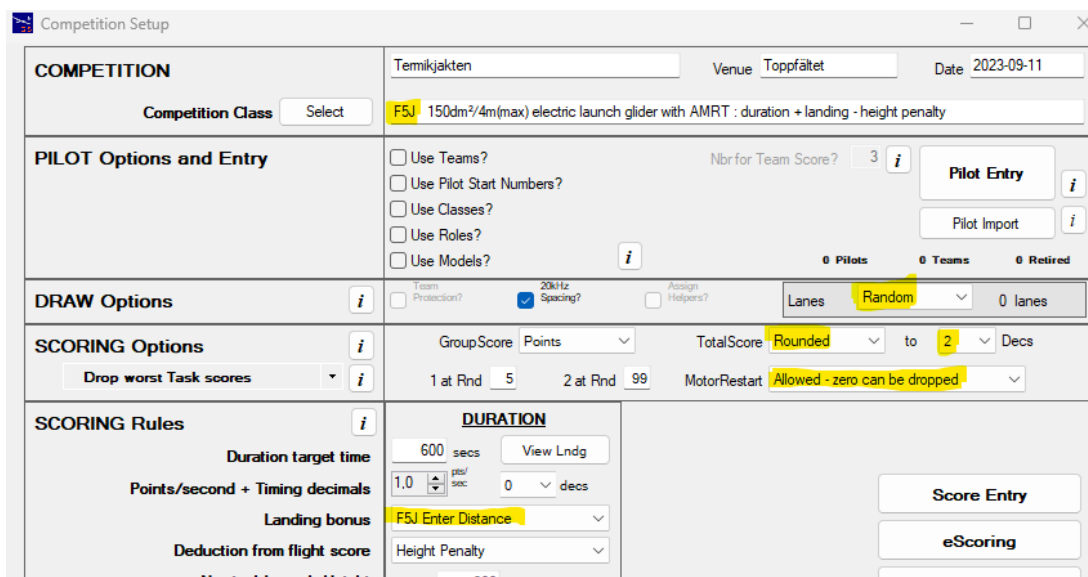 Competition Setup
COMPETITION Termikjakten Venue Toppfältet Date 2023-09-11
Competition Class Select F5J 150dm²/4m(max) electric launch glider with AMRT : duration + landing - height penalty
PILOT Options and Entry Use Teams? Nbr for Team Score? 3 i Pilot Entry i
Use Pilot Start Numbers?
Use Classes? Pilot Import i
Use Roles?
Use Models? i 0 Pilots 0 Teams 0 Retired
DRAW Options i Team Protection? 20kHz Spacing? Assign Helpers? Lanes Random 0 lanes
SCORING Options i GroupScore Points TotalScore Rounded to 2 Decs
Drop worst Task scores i 1 at Rnd 5 2 at Rnd 99 MotorRestart Allowed - zero can be dropped
SCORING Rules i DURATION
Duration target time 600 secs View Lndg
Points/second + Timing decimals 1,0 pts/ sec 0 decs
Score Entry
Landing bonus F5J Enter Distance
Deduction from flight score Height Penalty eScoring